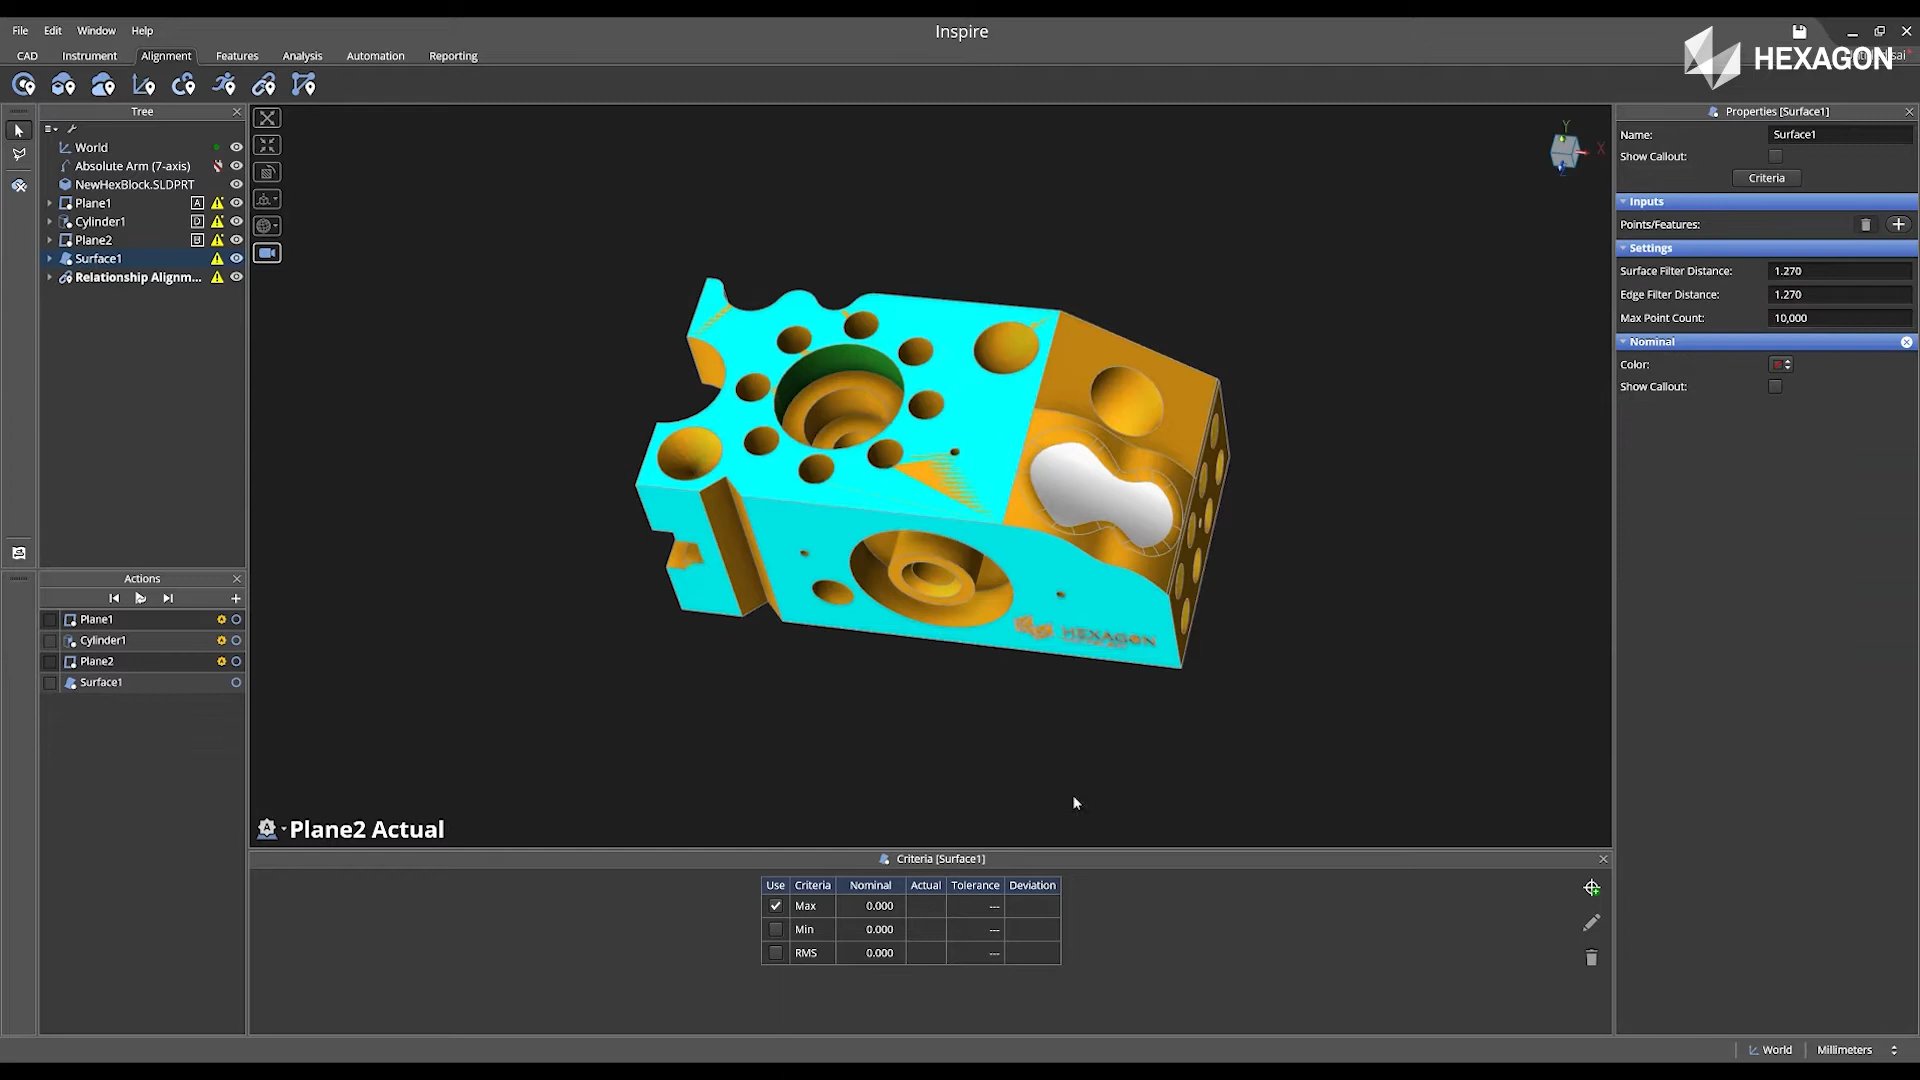 File Edit Window Help
Inspire
HEXAGON
CAD Instrument Alignment Features Analysis Automation Reporting
Tree
World
Absolute Arm (7-axis)
NewHexBlock.SLDPRT
Plane1 A
Cylinder1 D
Plane2 B
Surface1
Relationship Alignm...
Actions
Plane1
Cylinder1
Plane2
Surface1
Y
X
HEXAGON
Plane2 Actual
Criteria [Surface1]
Use Criteria Nominal Actual Tolerance Deviation
Max 0.000 ---
Min 0.000 ---
RMS 0.000 ---
Properties [Surface1]
Name: Surface1
Show Callout:
Criteria
Inputs
Points/Features:
Settings
Surface Filter Distance: 1.270
Edge Filter Distance: 1.270
Max Point Count: 10,000
Nominal
Color:
Show Callout:
World Millimeters